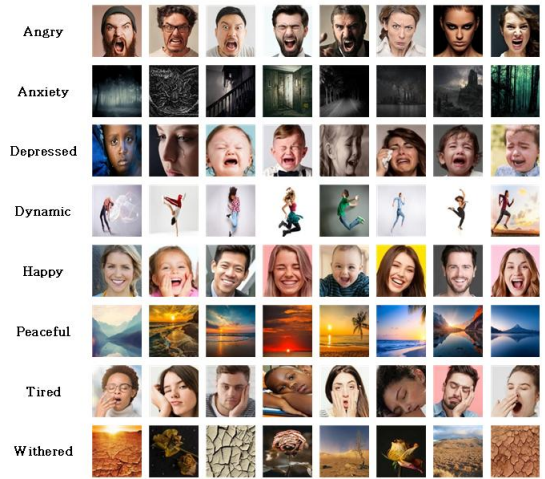 Angry
Anxiety
Depressed
Dynamic
Happy
Peaceful
Tired
Withered